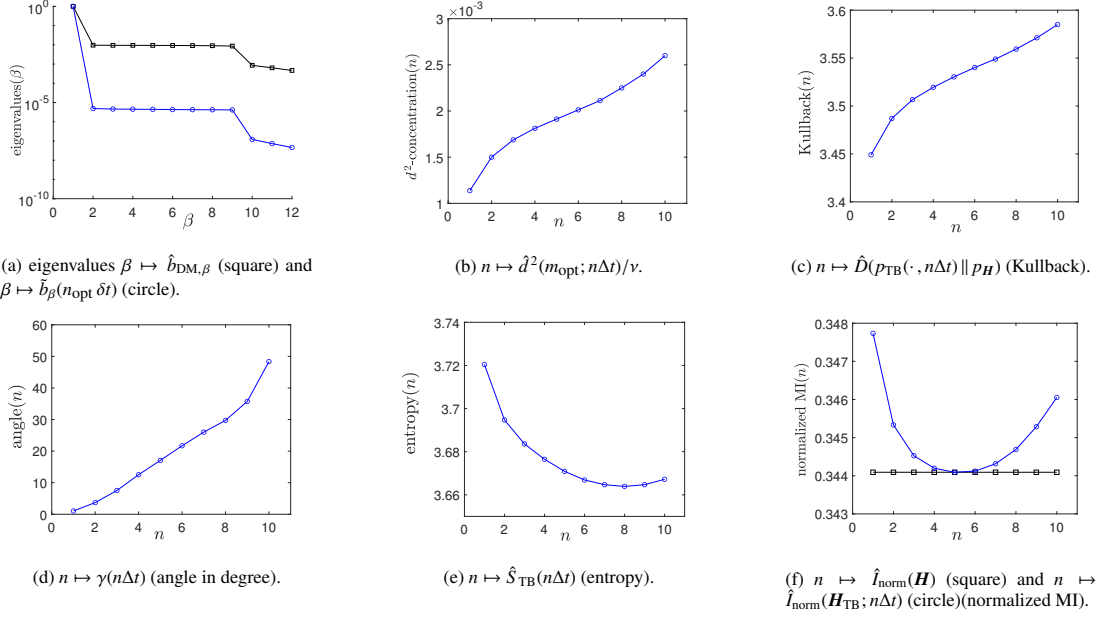 10^0
10^-5
10^-10
eigenvalues(β)
0 2 4 6 8 10 12
β
(a) eigenvalues β ↦ b̂_DM,β (square) and
β ↦ b̃_β(n_opt δt) (circle).
×10^-3
3
2.5
2
1.5
1
d^2-concentration(n)
0 2 4 6 8 10
n
(b) n ↦ d̂^2(m_opt; nΔt)/ν.
3.6
3.55
3.5
3.45
3.4
Kullback(n)
0 2 4 6 8 10
n
(c) n ↦ D̂(p_TB(· , nΔt) ∥ p_H) (Kullback).
60
50
40
30
20
10
0
angle(n)
0 2 4 6 8 10
n
(d) n ↦ γ(nΔt) (angle in degree).
3.74
3.72
3.7
3.68
3.66
entropy(n)
0 2 4 6 8 10
n
(e) n ↦ Ŝ_TB(nΔt) (entropy).
0.348
0.347
0.346
0.345
0.344
0.343
normalized MI(n)
0 2 4 6 8 10
n
(f) n ↦ Î_norm(H) (square) and n ↦
Î_norm(H_TB; nΔt) (circle)(normalized MI).